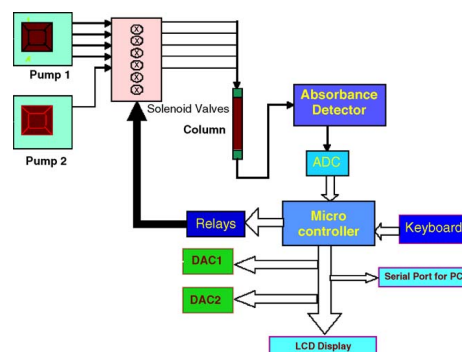 Pump 1
Pump 2
Solenoid Valves
Column
Absorbance
Detector
ADC
Micro
controller
Relays
Keyboard
DAC1
DAC2
Serial Port for PC
LCD Display